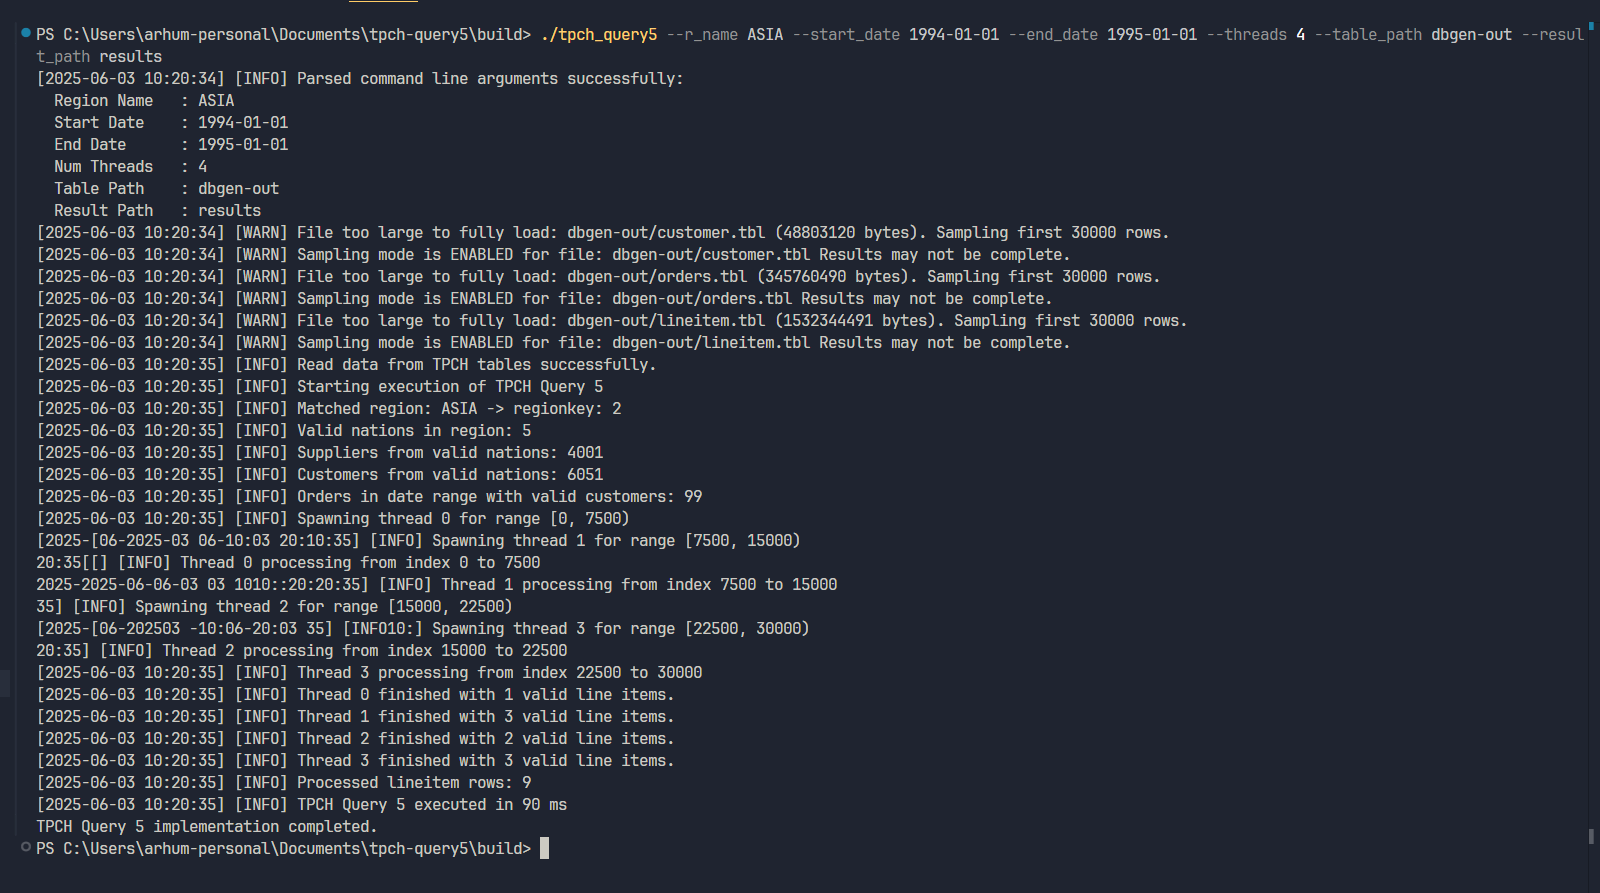 PS C:\Users\arhum-personal\Documents\tpch-query5\build> ./tpch_query5 --r_name ASIA --start_date 1994-01-01 --end_date 1995-01-01 --threads 4 --table_path dbgen-out --resul
t_path results
[2025-06-03 10:20:34] [INFO] Parsed command line arguments successfully:
  Region Name   : ASIA
  Start Date    : 1994-01-01
  End Date      : 1995-01-01
  Num Threads   : 4
  Table Path    : dbgen-out
  Result Path   : results
[2025-06-03 10:20:34] [WARN] File too large to fully load: dbgen-out/customer.tbl (48803120 bytes). Sampling first 30000 rows.
[2025-06-03 10:20:34] [WARN] Sampling mode is ENABLED for file: dbgen-out/customer.tbl Results may not be complete.
[2025-06-03 10:20:34] [WARN] File too large to fully load: dbgen-out/orders.tbl (345760490 bytes). Sampling first 30000 rows.
[2025-06-03 10:20:34] [WARN] Sampling mode is ENABLED for file: dbgen-out/orders.tbl Results may not be complete.
[2025-06-03 10:20:34] [WARN] File too large to fully load: dbgen-out/lineitem.tbl (1532344491 bytes). Sampling first 30000 rows.
[2025-06-03 10:20:34] [WARN] Sampling mode is ENABLED for file: dbgen-out/lineitem.tbl Results may not be complete.
[2025-06-03 10:20:35] [INFO] Read data from TPCH tables successfully.
[2025-06-03 10:20:35] [INFO] Starting execution of TPCH Query 5
[2025-06-03 10:20:35] [INFO] Matched region: ASIA -> regionkey: 2
[2025-06-03 10:20:35] [INFO] Valid nations in region: 5
[2025-06-03 10:20:35] [INFO] Suppliers from valid nations: 4001
[2025-06-03 10:20:35] [INFO] Customers from valid nations: 6051
[2025-06-03 10:20:35] [INFO] Orders in date range with valid customers: 99
[2025-06-03 10:20:35] [INFO] Spawning thread 0 for range [0, 7500)
[2025-[06-2025-03 06-10:03 20:10:35] [INFO] Spawning thread 1 for range [7500, 15000)
20:35[[] [INFO] Thread 0 processing from index 0 to 7500
2025-2025-06-06-03 03 1010::20:20:35] [INFO] Thread 1 processing from index 7500 to 15000
35] [INFO] Spawning thread 2 for range [15000, 22500)
[2025-[06-202503 -10:06-20:03 35] [INFO10:] Spawning thread 3 for range [22500, 30000)
20:35] [INFO] Thread 2 processing from index 15000 to 22500
[2025-06-03 10:20:35] [INFO] Thread 3 processing from index 22500 to 30000
[2025-06-03 10:20:35] [INFO] Thread 0 finished with 1 valid line items.
[2025-06-03 10:20:35] [INFO] Thread 1 finished with 3 valid line items.
[2025-06-03 10:20:35] [INFO] Thread 2 finished with 2 valid line items.
[2025-06-03 10:20:35] [INFO] Thread 3 finished with 3 valid line items.
[2025-06-03 10:20:35] [INFO] Processed lineitem rows: 9
[2025-06-03 10:20:35] [INFO] TPCH Query 5 executed in 90 ms
TPCH Query 5 implementation completed.
PS C:\Users\arhum-personal\Documents\tpch-query5\build>